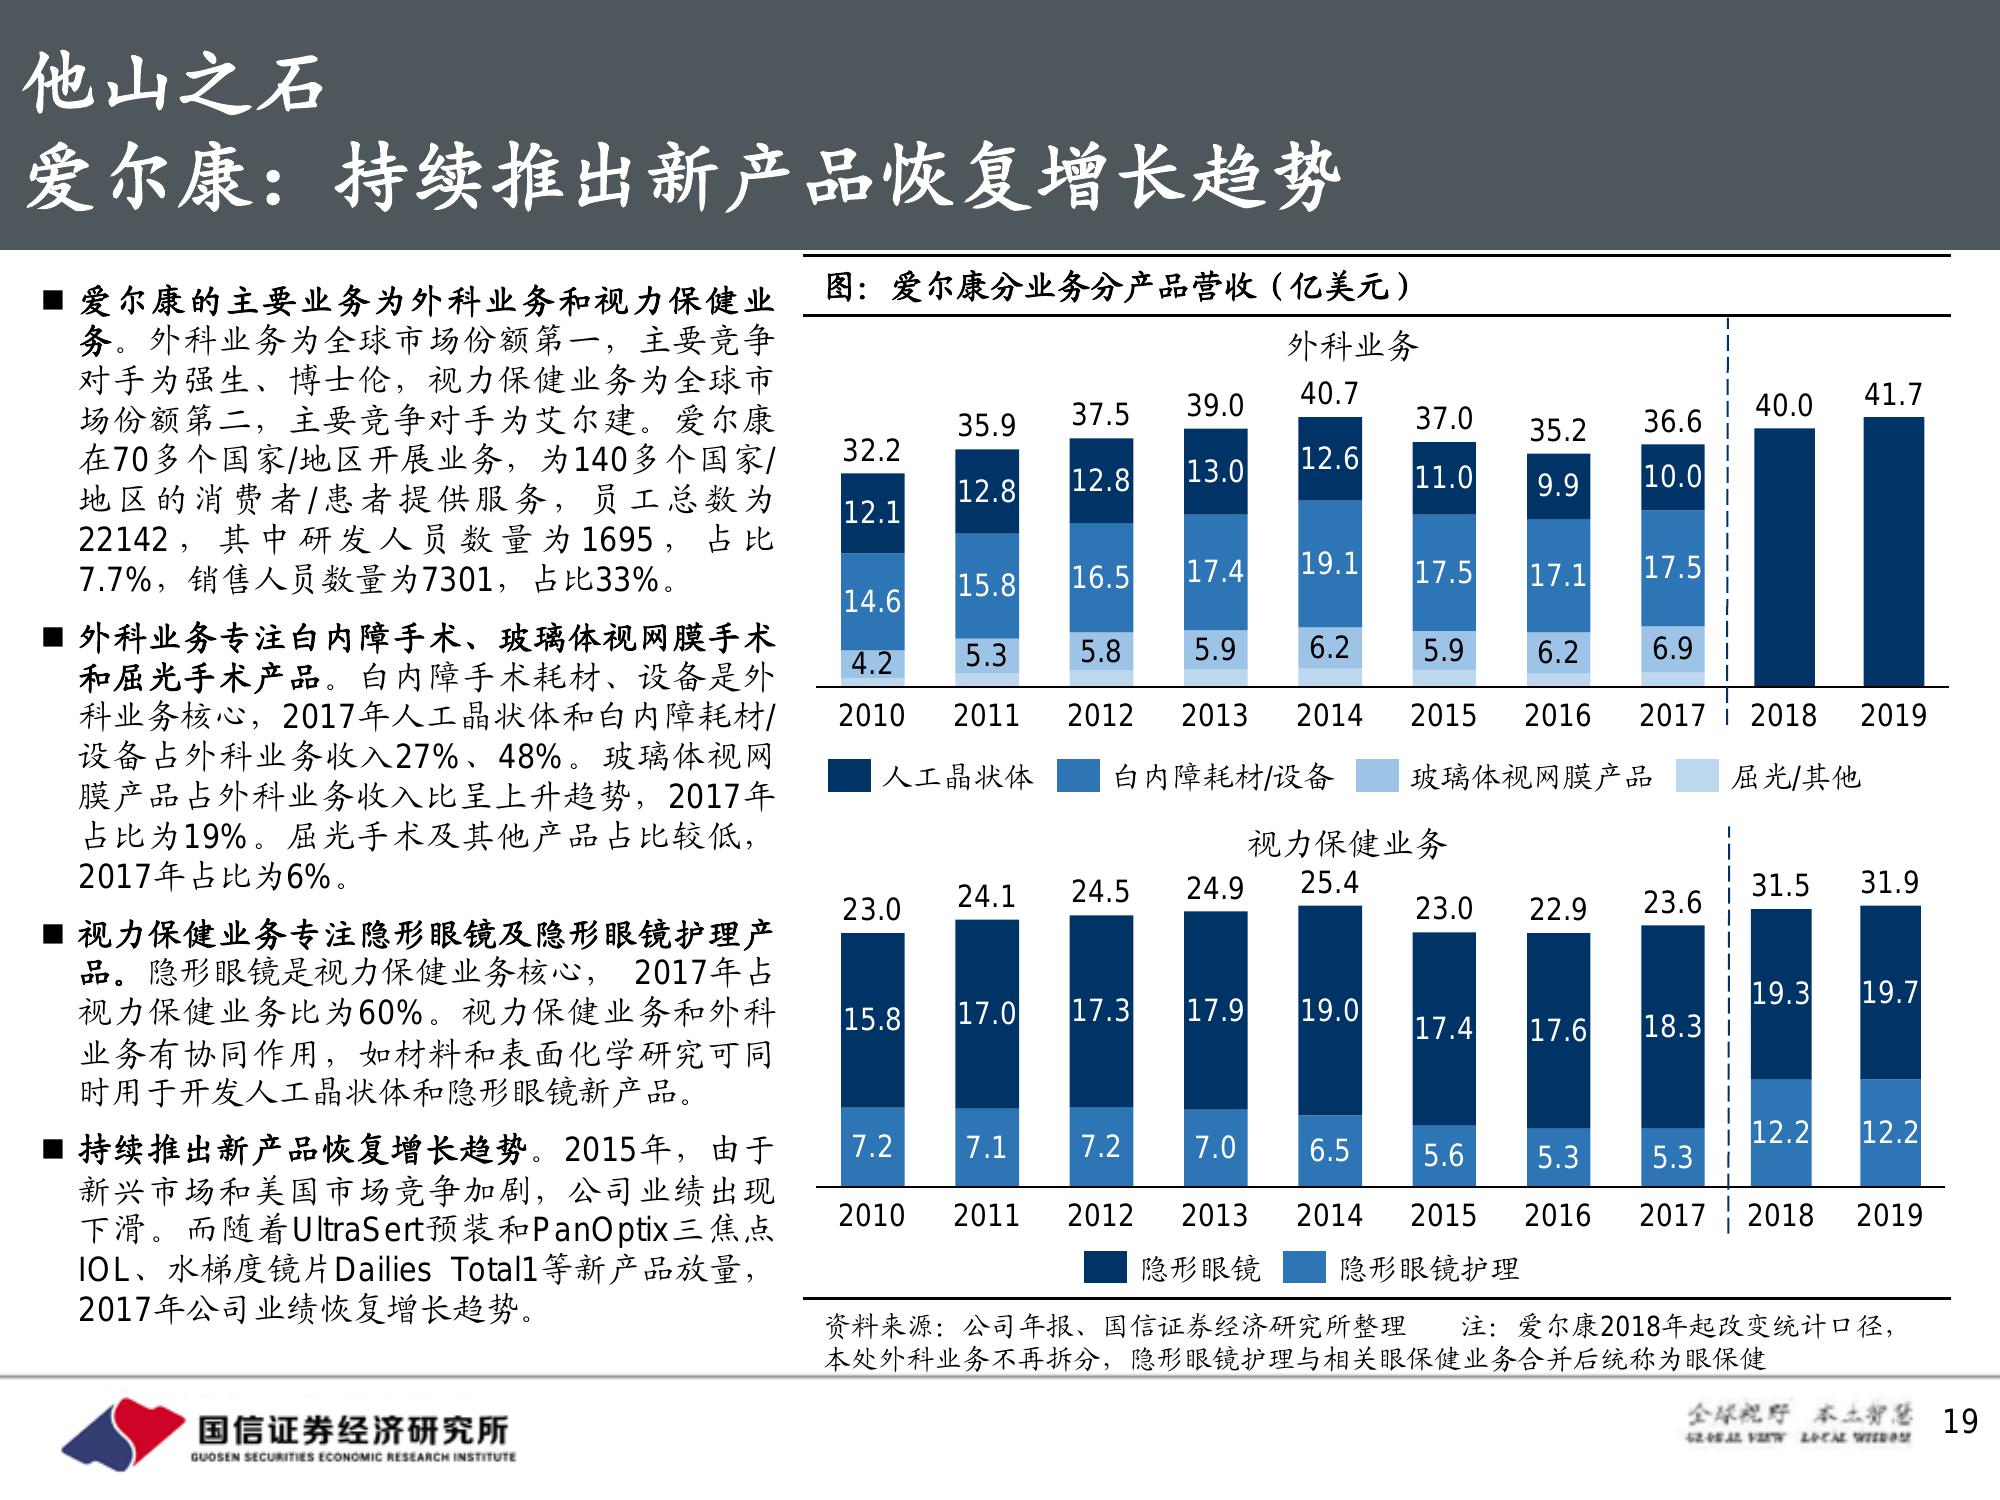 他山之石
爱尔康：持续推出新产品恢复增长趋势
■ 爱尔康的主要业务为外科业务和视力保健业
务。外科业务为全球市场份额第一，主要竞争
对手为强生、博士伦，视力保健业务为全球市
场份额第二，主要竞争对手为艾尔建。爱尔康
在70多个国家/地区开展业务，为140多个国家/
地区的消费者/患者提供服务，员工总数为
22142，其中研发人员数量为1695，占比
7.7%，销售人员数量为7301，占比33%。
■ 外科业务专注白内障手术、玻璃体视网膜手术
和屈光手术产品。白内障手术耗材、设备是外
科业务核心，2017年人工晶状体和白内障耗材/
设备占外科业务收入27%、48%。玻璃体视网
膜产品占外科业务收入比呈上升趋势，2017年
占比为19%。屈光手术及其他产品占比较低，
2017年占比为6%。
■ 视力保健业务专注隐形眼镜及隐形眼镜护理产
品。隐形眼镜是视力保健业务核心， 2017年占
视力保健业务比为60%。视力保健业务和外科
业务有协同作用，如材料和表面化学研究可同
时用于开发人工晶状体和隐形眼镜新产品。
■ 持续推出新产品恢复增长趋势。2015年，由于
新兴市场和美国市场竞争加剧，公司业绩出现
下滑。而随着UltraSert预装和PanOptix三焦点
IOL、水梯度镜片Dailies Total1等新产品放量，
2017年公司业绩恢复增长趋势。
图：爱尔康分业务分产品营收（亿美元）
外科业务
32.2 35.9 37.5 39.0 40.7 37.0 35.2 36.6 40.0 41.7
12.1 12.8 12.8 13.0 12.6 11.0 9.9 10.0
14.6 15.8 16.5 17.4 19.1 17.5 17.1 17.5
4.2 5.3 5.8 5.9 6.2 5.9 6.2 6.9
2010 2011 2012 2013 2014 2015 2016 2017 2018 2019
人工晶状体 白内障耗材/设备 玻璃体视网膜产品 屈光/其他
视力保健业务
23.0 24.1 24.5 24.9 25.4 23.0 22.9 23.6 31.5 31.9
15.8 17.0 17.3 17.9 19.0 17.4 17.6 18.3 19.3 19.7
7.2 7.1 7.2 7.0 6.5 5.6 5.3 5.3 12.2 12.2
2010 2011 2012 2013 2014 2015 2016 2017 2018 2019
隐形眼镜 隐形眼镜护理
资料来源：公司年报、国信证券经济研究所整理 注：爱尔康2018年起改变统计口径，
本处外科业务不再拆分，隐形眼镜护理与相关眼保健业务合并后统称为眼保健
国信证券经济研究所
GUOSEN SECURITIES ECONOMIC RESEARCH INSTITUTE
全球视野 本土智慧
GLOBAL VIEW LOCAL WISDOM
19